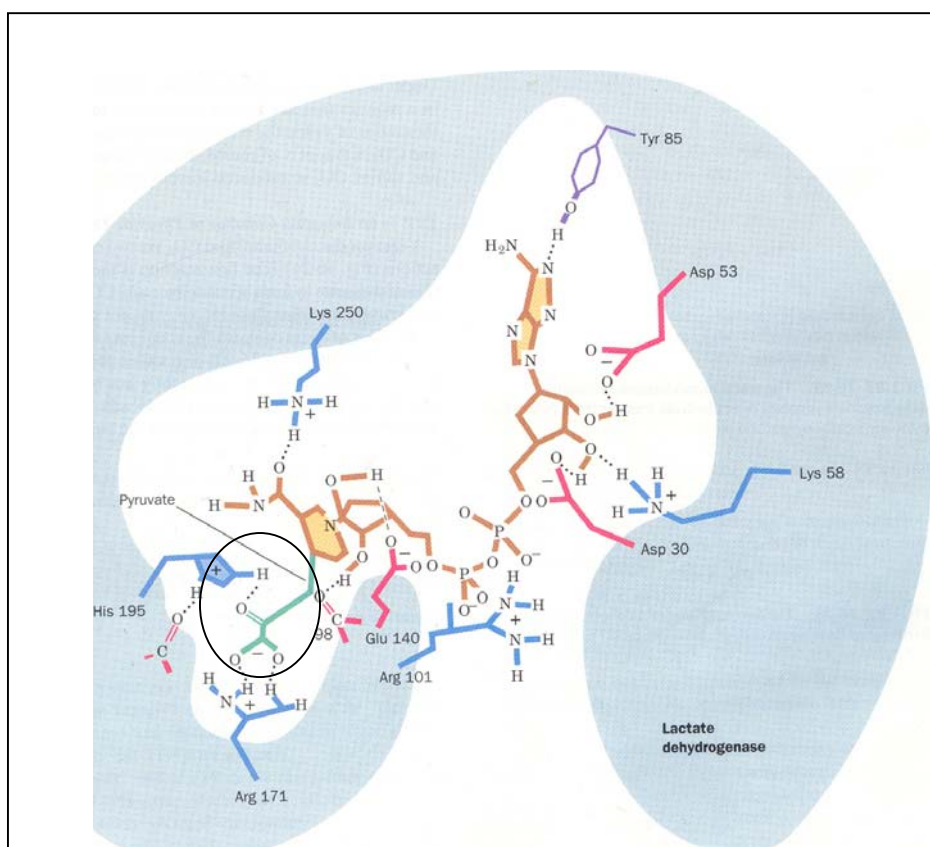 Tyr 85
O
H
H₂N
N
N
N
N
Asp 53
O
−
O
H
O
Lys 250
H N H
+
H
O
H
N
H
O H
N
O
Pyruvate
O
H
Lys 58
H
H N
+
O
−
O
H
O
P
O
O−
O
Asp 30
O
P
O
−
O−
O
−
O
O
H
O
C
98
Glu 140
H
N H
+
N H
H
Arg 101
+
H
H
His 195
O
C
O
O − O
H H
H
N
+
H
Arg 171
Lactate
dehydrogenase